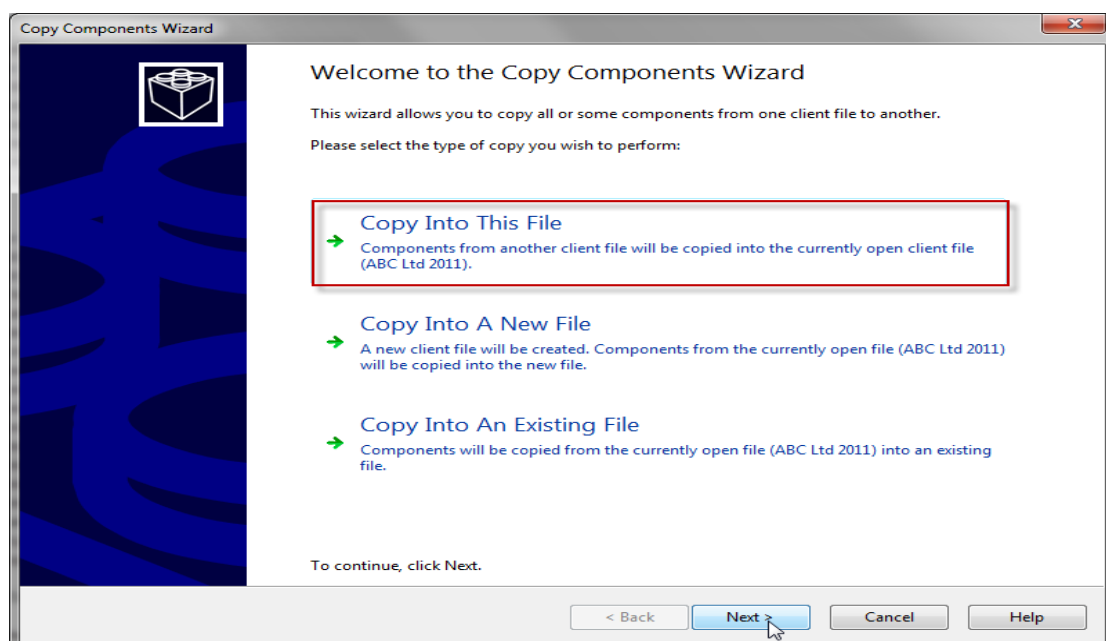 Copy Components Wizard
Welcome to the Copy Components Wizard
This wizard allows you to copy all or some components from one client file to another.
Please select the type of copy you wish to perform:
Copy Into This File
Components from another client file will be copied into the currently open client file
(ABC Ltd 2011).
Copy Into A New File
A new client file will be created. Components from the currently open file (ABC Ltd 2011)
will be copied into the new file.
Copy Into An Existing File
Components will be copied from the currently open file (ABC Ltd 2011) into an existing
file.
To continue, click Next.
< Back Next > Cancel Help